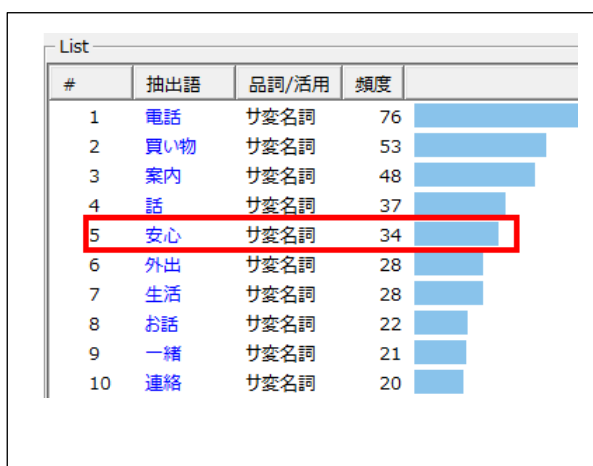 List
# 抽出語 品詞/活用 頻度
1 電話 サ変名詞 76
2 買い物 サ変名詞 53
3 案内 サ変名詞 48
4 話 サ変名詞 37
5 安心 サ変名詞 34
6 外出 サ変名詞 28
7 生活 サ変名詞 28
8 お話 サ変名詞 22
9 一緒 サ変名詞 21
10 連絡 サ変名詞 20